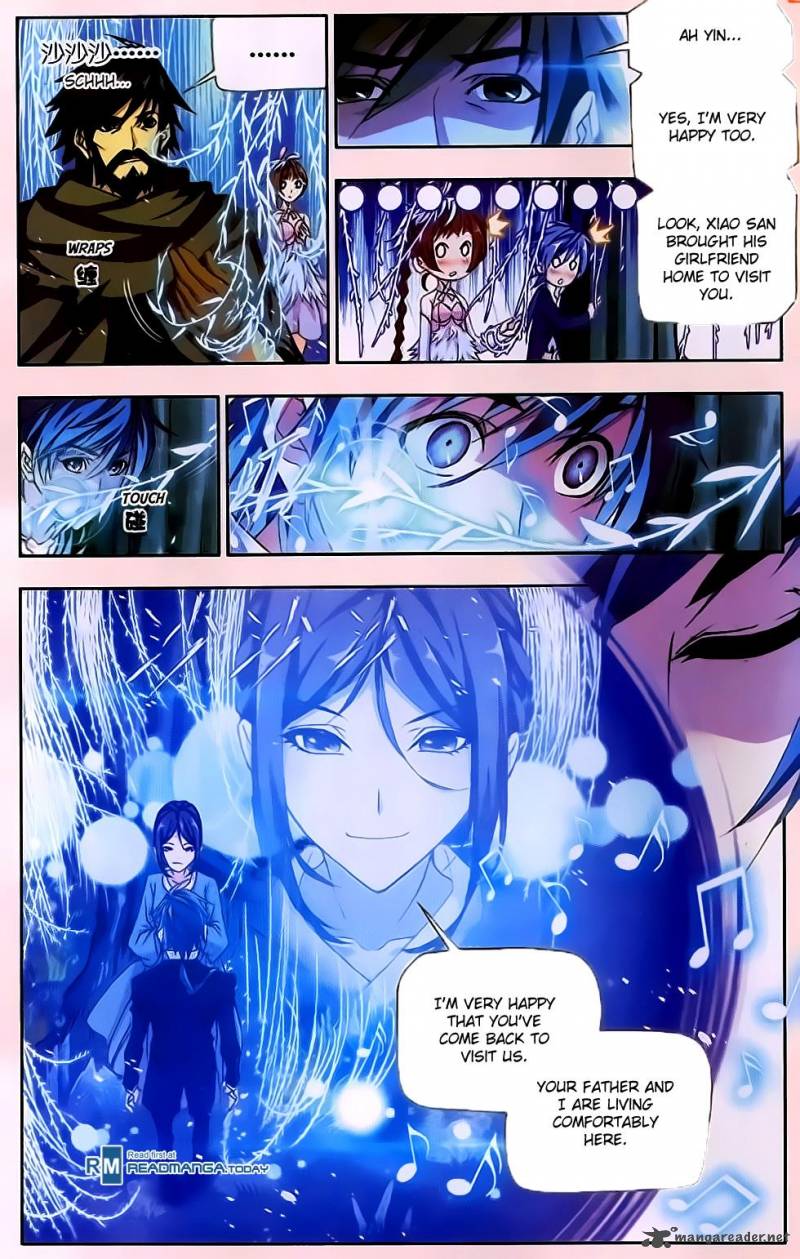 沙沙沙……
SCHHH...
……
AH YIN...
YES, I'M VERY
HAPPY TOO.
LOOK, XIAO SAN
BROUGHT HIS
GIRLFRIEND
HOME TO VISIT
YOU.
WRAPS
缠
TOUCH
碰
I'M VERY HAPPY
THAT YOU'VE
COME BACK TO
VISIT US.
YOUR FATHER AND
I ARE LIVING
COMFORTABLY
HERE.
RM
Read first at
READMANGA.TODAY
mangareader.net